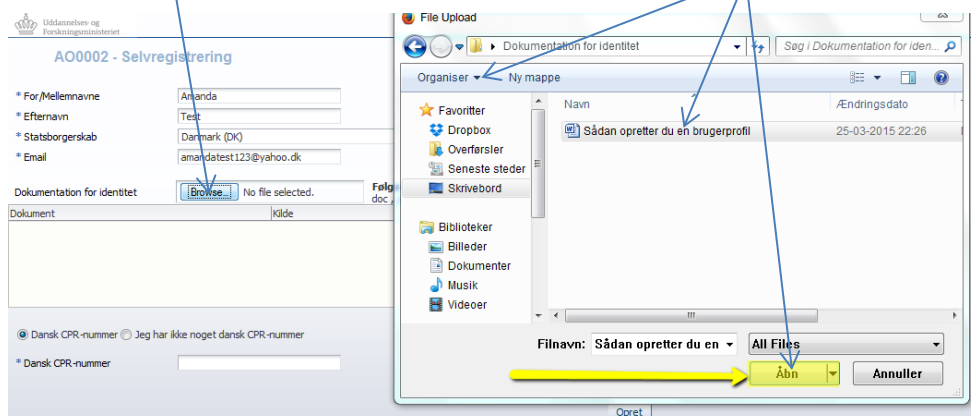 Uddannelses- og
Forskningsministeriet
AO0002 - Selvregistrering
* For/Mellemnavne Amanda
* Efternavn Test
* Statsborgerskab Danmark (DK)
* Email amandatest123@yahoo.dk
Dokumentation for identitet Browse... No file selected.
doc
Dokument Kilde
Dansk CPR-nummer Jeg har ikke noget dansk CPR-nummer
* Dansk CPR-nummer
Opret
File Upload
Dokumentation for identitet Søg i Dokumentation for iden...
Organiser Ny mappe
Favoritter
Dropbox
Overførsler
Seneste steder
Skrivebord
Biblioteker
Billeder
Dokumenter
Musik
Videoer
Navn Ændringsdato
Sådan opretter du en brugerprofil 25-03-2015 22:26
Filnavn: Sådan opretter du en All Files
Åbn Annuller